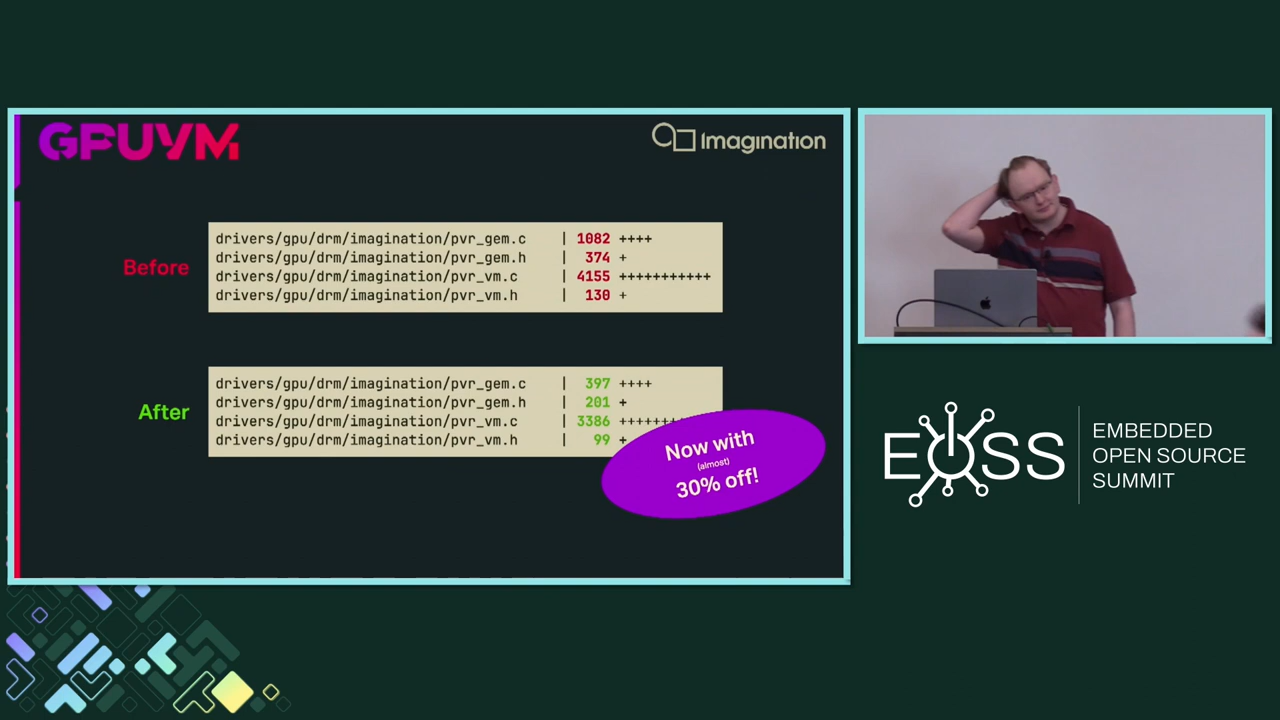 GPUVM
Imagination
Before
drivers/gpu/drm/imagination/pvr_gem.c | 1082 ++++
drivers/gpu/drm/imagination/pvr_gem.h | 374 +
drivers/gpu/drm/imagination/pvr_vm.c | 4155 +++++++++++
drivers/gpu/drm/imagination/pvr_vm.h | 130 +
After
drivers/gpu/drm/imagination/pvr_gem.c | 397 ++++
drivers/gpu/drm/imagination/pvr_gem.h | 201 +
drivers/gpu/drm/imagination/pvr_vm.c | 3386 ++++++++
drivers/gpu/drm/imagination/pvr_vm.h | 99 +
Now with
(almost)
30% off!
EOSS
EMBEDDED
OPEN SOURCE
SUMMIT